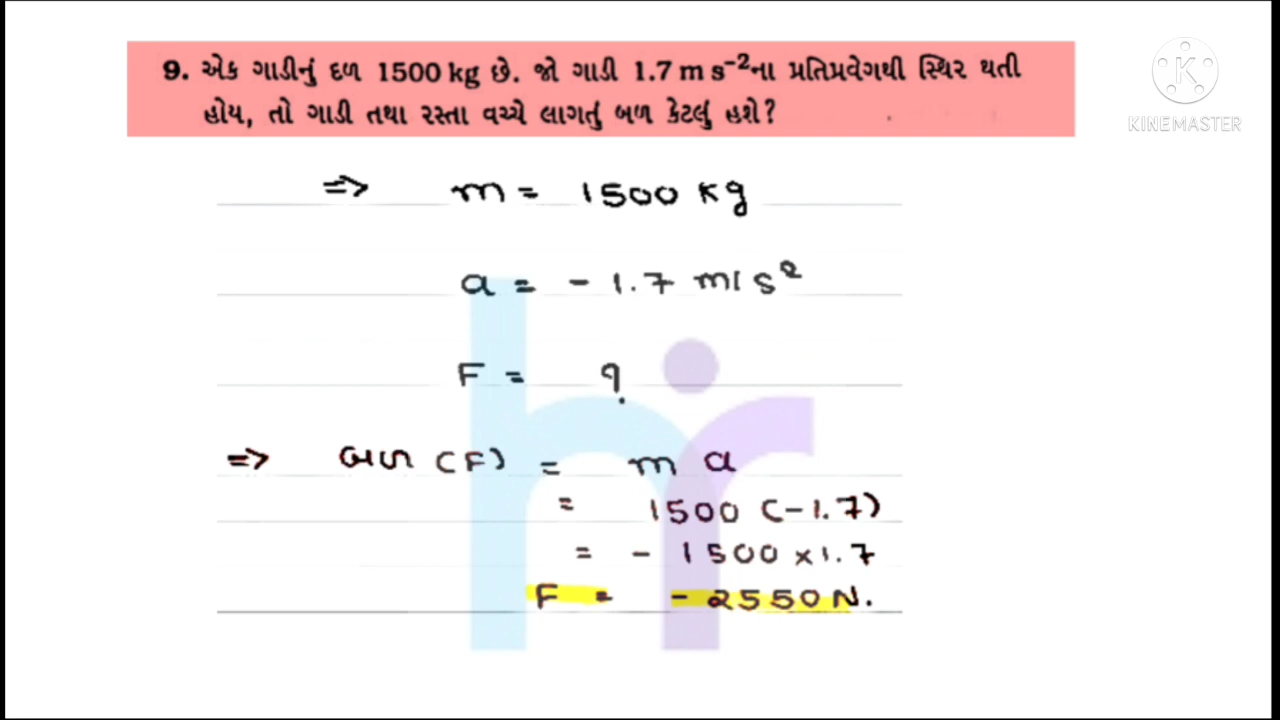 9. એક ગાડીનું દળ 1500 kg છે. જો ગાડી 1.7 m s⁻²ના પ્રતિપ્રવેગથી સ્થિર થતી
હોય, તો ગાડી તથા રસ્તા વચ્ચે લાગતું બળ કેટલું હશે?
KINEMASTER
=> m = 1500 kg
a = - 1.7 m/s²
F = ?
=> બળ (F) = m a
= 1500 (-1.7)
= - 1500 × 1.7
F = - 2550 N.
hr